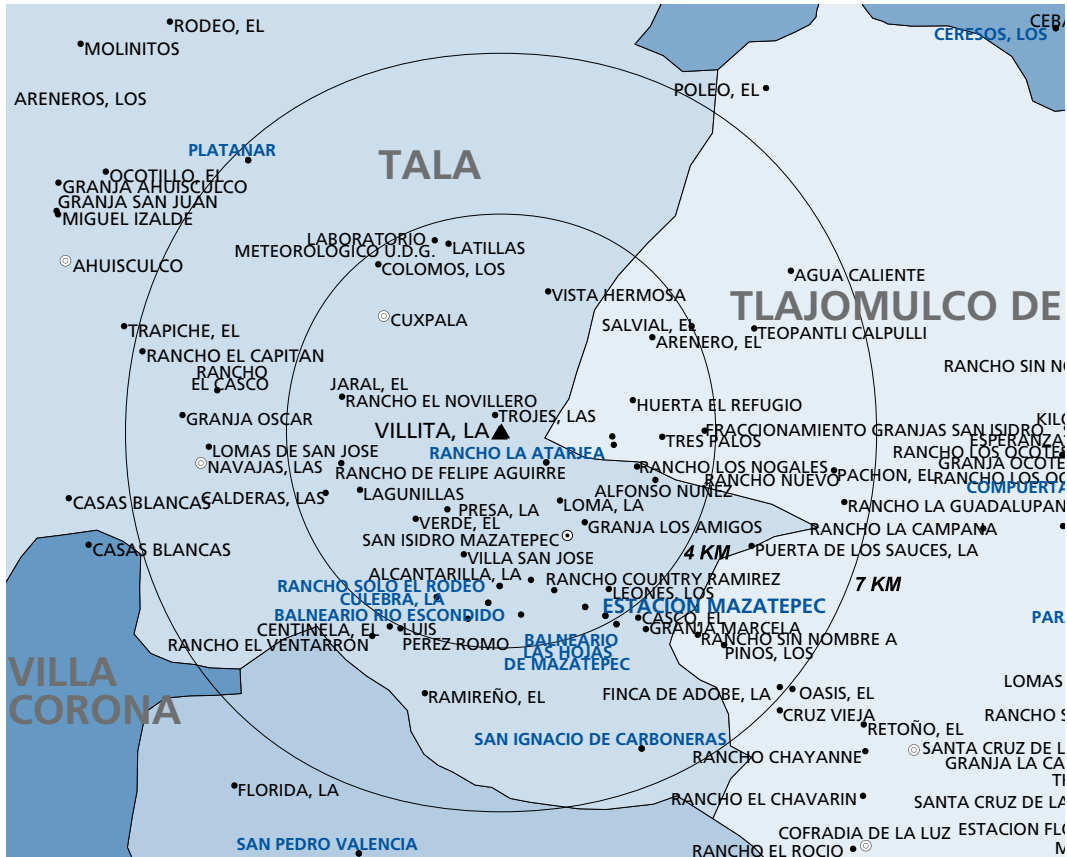 RODEO, EL
CEBA
CERESOS, LOS
MOLINITOS
POLEO, EL
ARENEROS, LOS
PLATANAR
TALA
OCOTILLO, EL
GRANJA AHUISCULCO
GRANJA SAN JUAN
MIGUEL IZALDE
LABORATORIO
METEOROLOGICO U.D.G.
LATILLAS
AHUISCULCO
COLOMOS, LOS
AGUA CALIENTE
VISTA HERMOSA
TLAJOMULCO DE
CUXPALA
SALVIAL, EL
TRAPICHE, EL
TEOPANTLI CALPULLI
ARENERO, EL
RANCHO EL CAPITAN
RANCHO SIN NO
RANCHO
EL CASCO
JARAL, EL
RANCHO EL NOVILLERO
HUERTA EL REFUGIO
GRANJA OSCAR
TROJES, LAS
KILO
VILLITA, LA
FRACCIONAMIENTO GRANJAS SAN ISIDRO
TRES PALOS
ESPERANZA
LOMAS DE SAN JOSE
RANCHO LA ATARJEA
RANCHO LOS OCOTE
NAVAJAS, LAS
RANCHO DE FELIPE AGUIRRE
RANCHO LOS NOGALES
GRANJA OCOTE
RANCHO NUEVO
PACHON, EL
RANCHO LOS OC
CASAS BLANCAS
CALDERAS, LAS
LAGUNILLAS
ALFONSO NUÑEZ
COMPUERTA
LOMA, LA
RANCHO LA GUADALUPAN
PRESA, LA
VERDE, EL
GRANJA LOS AMIGOS
RANCHO LA CAMPANA
SAN ISIDRO MAZATEPEC
CASAS BLANCAS
VILLA SAN JOSE
4 KM
PUERTA DE LOS SAUCES, LA
ALCANTARILLA, LA
RANCHO COUNTRY RAMIREZ
7 KM
RANCHO SOLO EL RODEO
LEONES, LOS
CULEBRA, LA
ESTACION MAZATEPEC
BALNEARIO RIO ESCONDIDO
CASCO, EL
PARA
CENTINELA, EL
LUIS
PEREZ ROMO
GRANJA MARCELA
RANCHO EL VENTARRON
BALNEARIO
LAS HOJAS
DE MAZATEPEC
RANCHO SIN NOMBRE A
PINOS, LOS
VILLA
CORONA
LOMAS
RAMIREÑO, EL
FINCA DE ADOBE, LA
OASIS, EL
CRUZ VIEJA
RANCHO S
RETOÑO, EL
SAN IGNACIO DE CARBONERAS
SANTA CRUZ DE L
RANCHO CHAYANNE
GRANJA LA CA
TH
FLORIDA, LA
RANCHO EL CHAVARIN
SANTA CRUZ DE LA
COFRADIA DE LA LUZ
ESTACION FLO
SAN PEDRO VALENCIA
RANCHO EL ROCIO
M